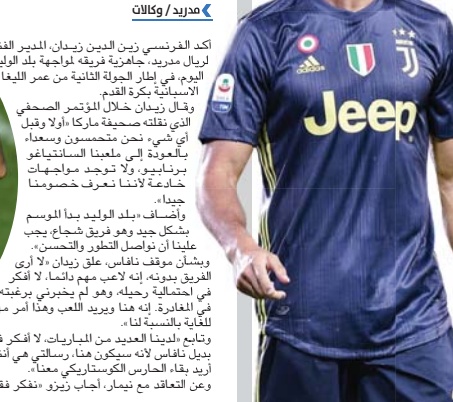 مدريد / وكالات
أكد الفرنسي زين الدين زيدان، المدير
لريال مدريد، جاهزية فريقه لمواجهة بلد
اليوم، في إطار الجولة الثانية من عمر الليغا
الاسبانية بكرة القدم.
وقال زيدان خلال المؤتمر الصحفي
الذي نقلته صحيفة ماركا «أولا وقبل
أي شيء نحن متحمسون وسعداء
بالعودة إلى ملعبنا السانتياغو
برنابيو، ولا توجد مواجهات
خادعة لأننا نعرف خصومنا
جيدا».
وأضاف «بلد الوليد بدأ الموسم
بشكل جيد وهو فريق شجاع، يجب
علينا أن نواصل التطور والتحسن».
وبشأن موقف نافاس، علق زيدان «لا أرى
الفريق بدونه، إنه لاعب مهم دائما، لا أفكر
في احتمالية رحيله، وهو لم يخبرني برغبته
في المغادرة. إنه هنا ويريد اللعب وهذا أمر
للغاية بالنسبة لنا».
وتابع «لدينا العديد من المباريات، لا أفكر
بديل نافاس لأنه سيكون هنا، رسالتي هي
أريد بقاء الحارس الكوستاريكي معنا».
وعن التعاقد مع نيمار، أجاب زيزو «نفكر
adidas
Jeep